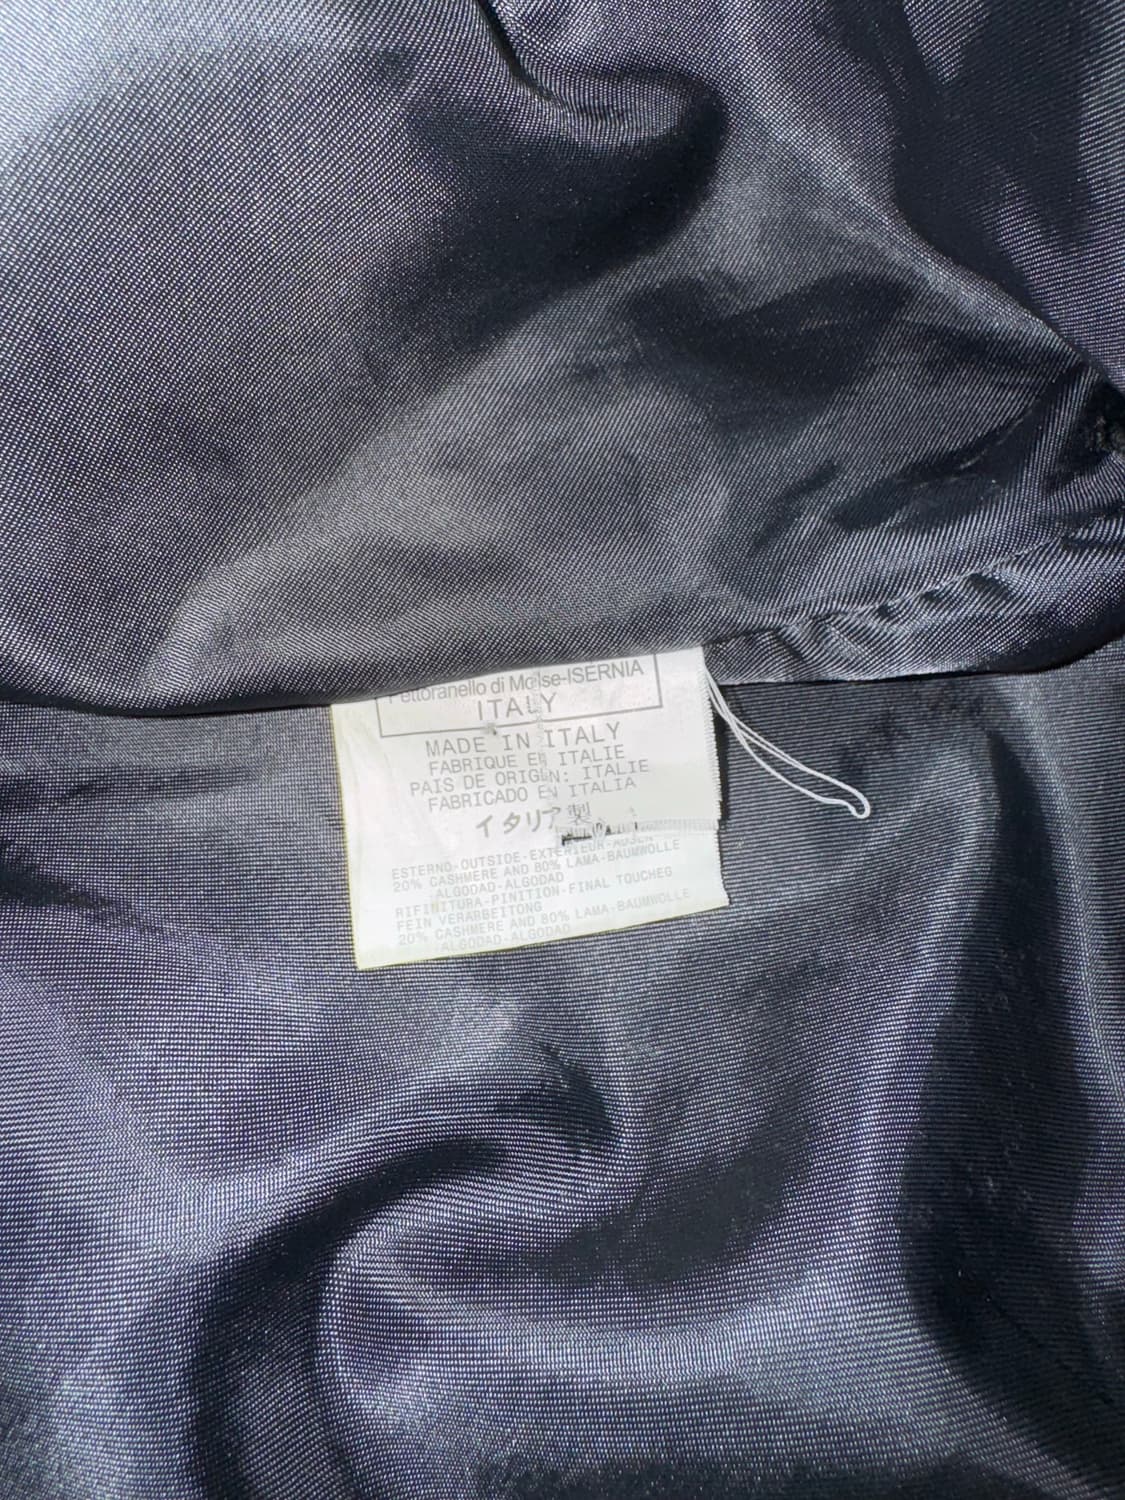 Pettoranello di Molse-ISERNIA
ITALY
MADE IN ITALY
FABRIQUE EN ITALIE
PAIS DE ORIGEN: ITALIE
FABRICADO EN ITALIA
イタリア製
ESTERNO-OUTSIDE-EXTERIEUR-AUSEN
20% CASHMERE AND 80% LAMA-BAUMWOLLE
ALGODAD-ALGODAD
RIFINITURA-PINITION-FINAL TOUCHEG
FEIN VERARBEITONG
20% CASHMERE AND 80% LAMA-BAUMWOLLE
ALGODAD-ALGODAD